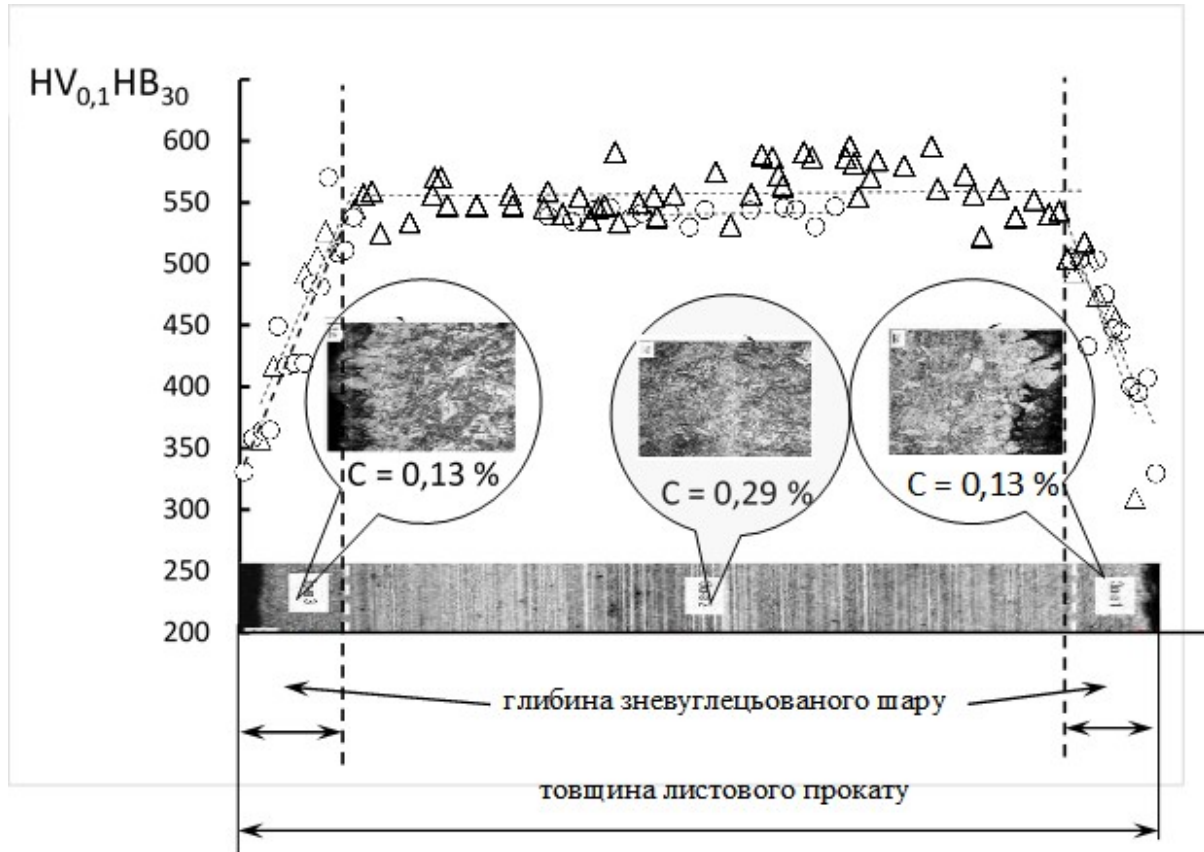 HV0,1HB30
600
550
500
450
400
350
300
250
200
C = 0,13 %
C = 0,29 %
C = 0,13 %
глибина зневуглецьованого шару
товщина листового прокату